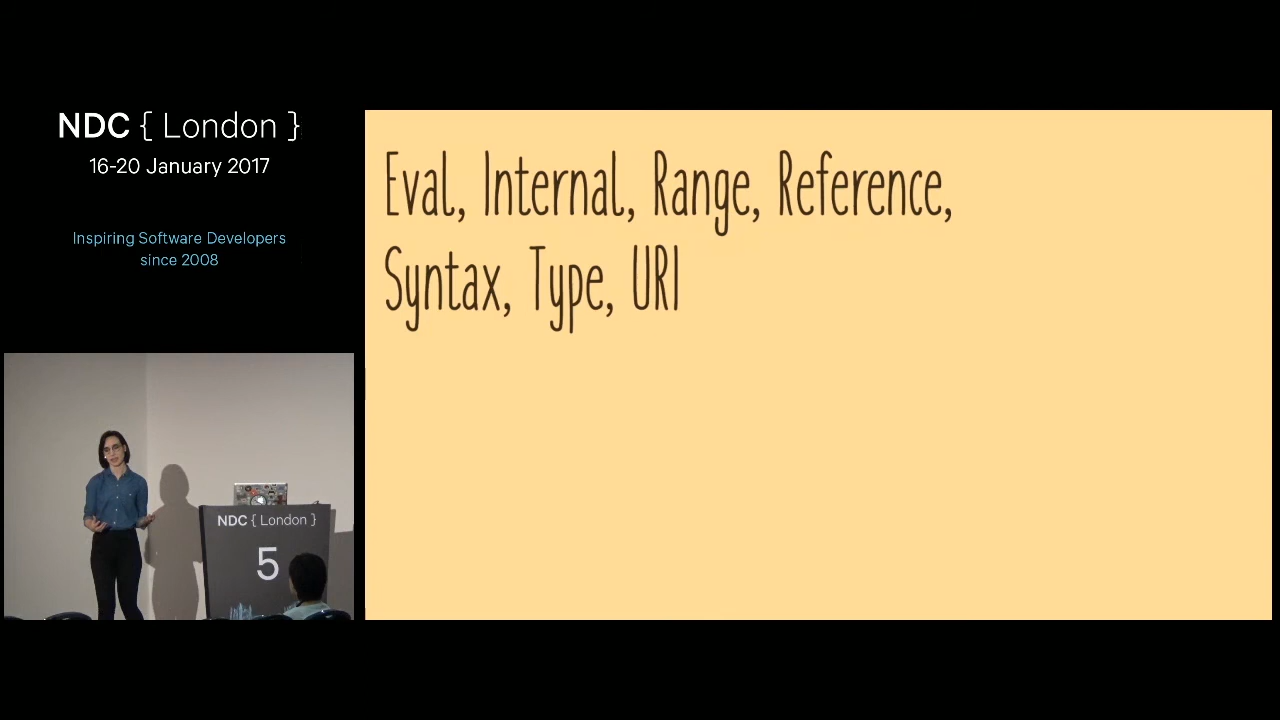 NDC { London }
16-20 January 2017
Inspiring Software Developers
since 2008
Eval, Internal, Range, Reference,
Syntax, Type, URI
NDC { London }
5